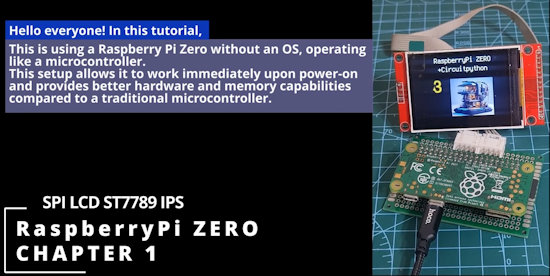 Hello everyone! In this tutorial,
This is using a Raspberry Pi Zero without an OS, operating
like a microcontroller.
This setup allows it to work immediately upon power-on
and provides better hardware and memory capabilities
compared to a traditional microcontroller.
RaspberryPi ZERO
+Circuitpython
3
HDMI
SPI LCD ST7789 IPS
RaspberryPi ZERO
CHAPTER 1